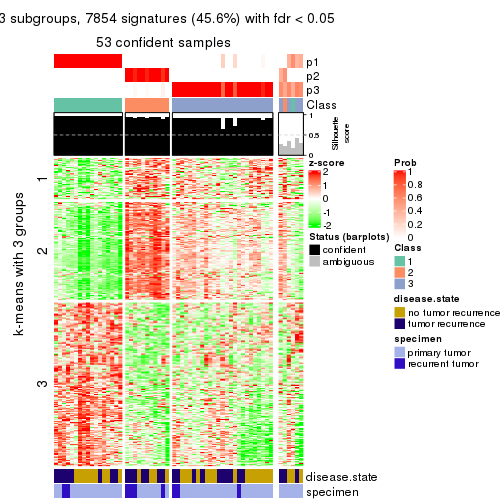 3 subgroups, 7854 signatures (45.6%) with fdr < 0.05
53 confident samples
p1
p2
p3
Class
1
0.5
0
Silhouette
score
k-means with 3 groups
1
2
3
z-score
2
1
0
-1
-2
Status (barplots)
confident
ambiguous
Prob
1
0.8
0.6
0.4
0.2
0
Class
1
2
3
disease.state
no tumor recurrence
tumor recurrence
specimen
primary tumor
recurrent tumor
disease.state
specimen